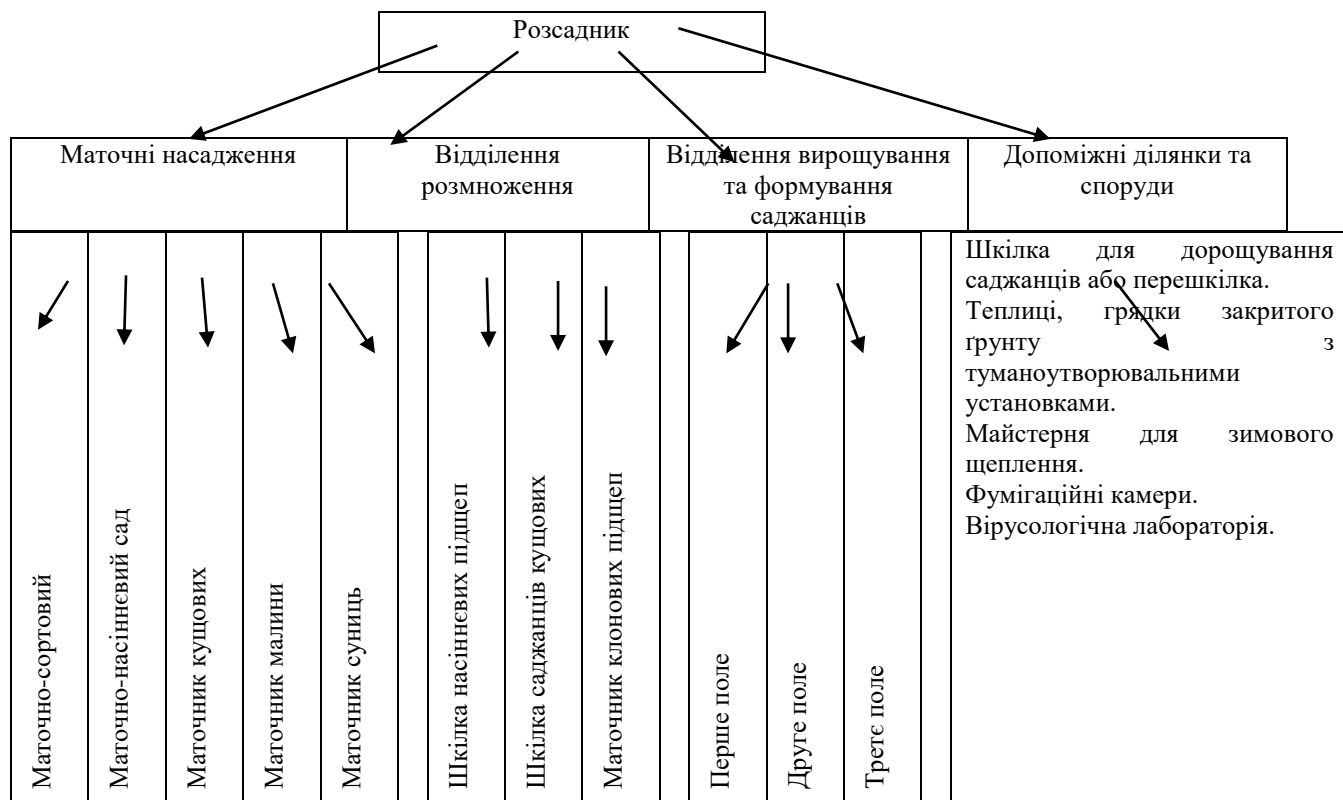 Розсадник
Маточні насадження
Відділення
розмноження
Відділення вирощування
та формування
саджанців
Допоміжні ділянки та
споруди
Маточно-сортовий
Маточно-насіннєвий сад
Маточник кущових
Маточник малини
Маточник суниць
Шкілка насіннєвих підщеп
Шкілка саджанців кущових
Маточник клонових підщеп
Перше поле
Друге поле
Третє поле
Шкілка для дорощування
саджанців або перешкілка.
Теплиці, грядки закритого
ґрунту з
туманоутворювальними
установками.
Майстерня для зимового
щеплення.
Фумігаційні камери.
Вірусологічна лабораторія.